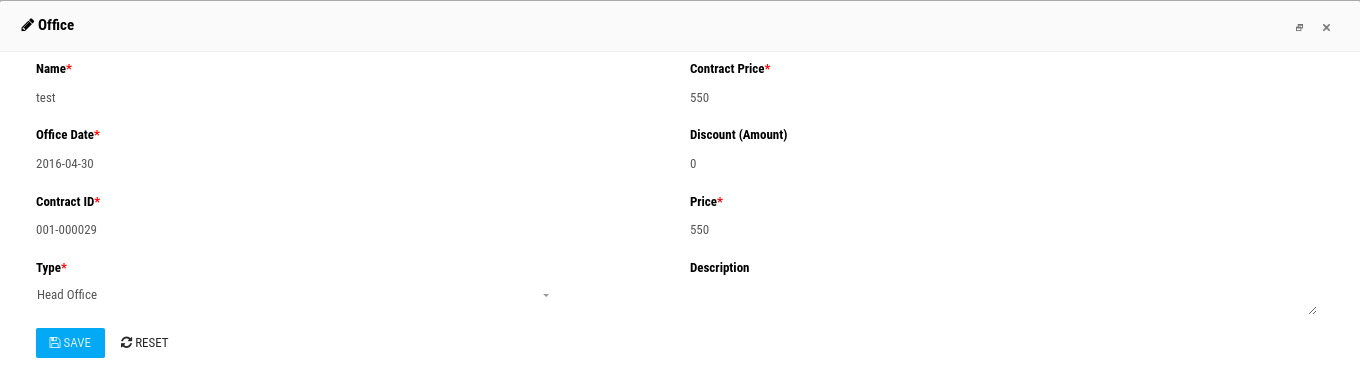 Office
Name*
test
Office Date*
2016-04-30
Contract ID*
001-000029
Type*
Head Office
Contract Price*
550
Discount (Amount)
0
Price*
550
Description
SAVE
RESET